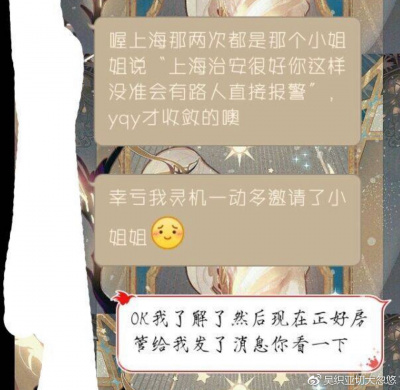 喔上海那两次都是那个小姐
姐说“上海治安很好你这样
没准会有路人直接报警”,
yqy才收敛的噢
幸亏我灵机一动多邀请了小
姐姐
OK我了解了然后现在正好房
管给我发了消息你看一下
@吴织亚切大忽悠